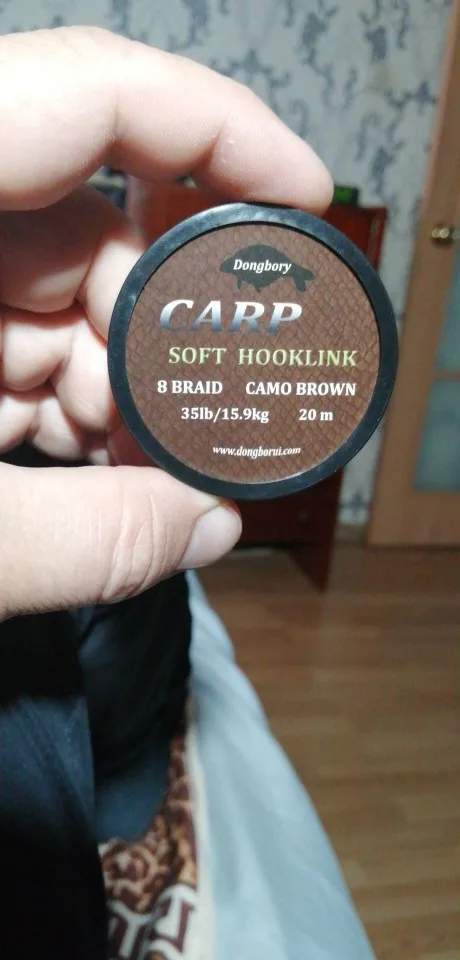 Dongbory
CARP
SOFT HOOKLINK
8 BRAID CAMO BROWN
35lb/15.9kg 20 m
www.dongborui.com